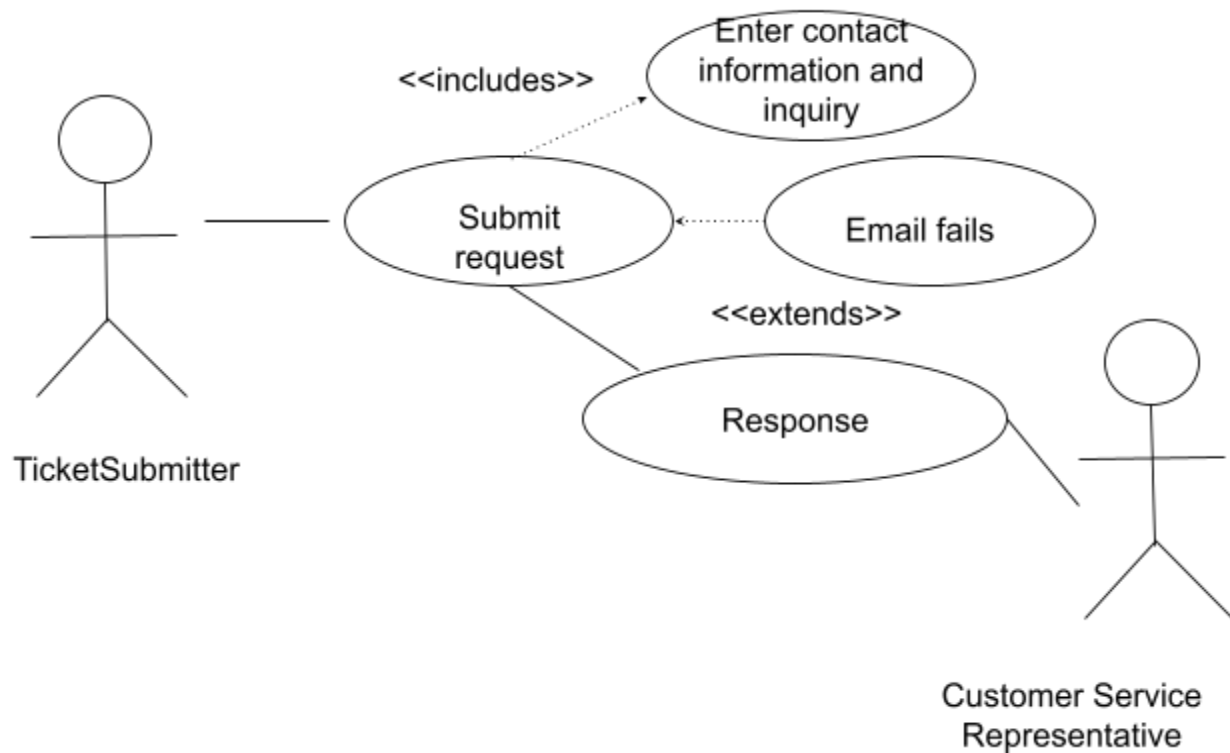 Enter contact
information and
inquiry
<<includes>>
Submit
request
Email fails
<<extends>>
Response
TicketSubmitter
Customer Service
Representative